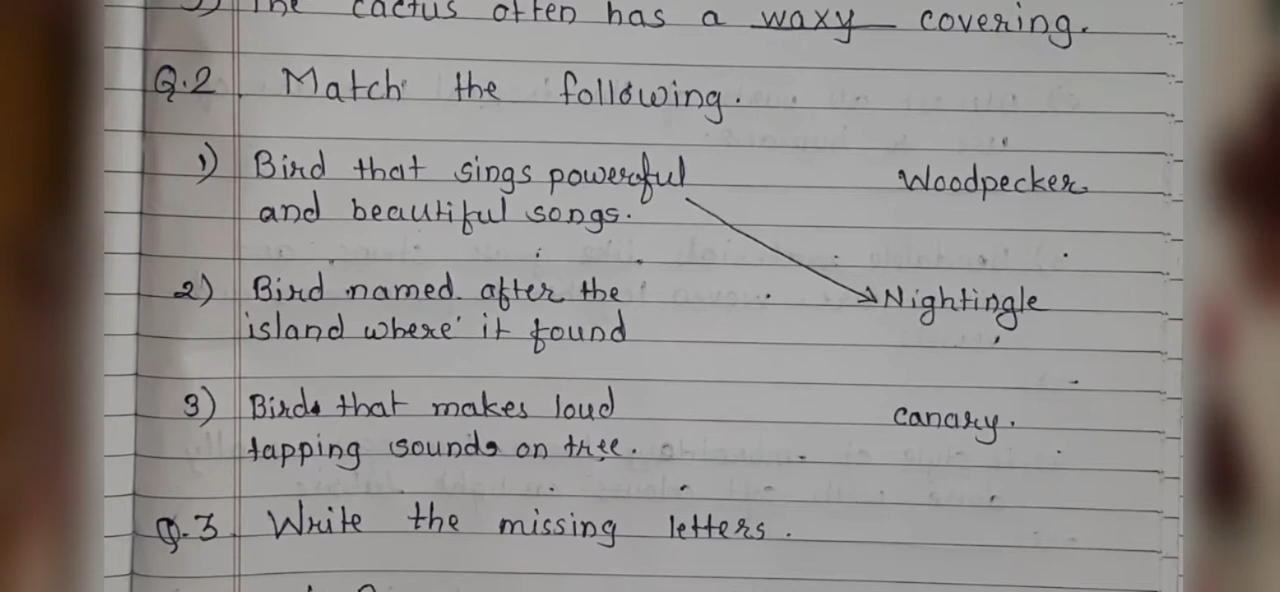 The cactus often has a waxy covering.
Q.2 Match the following.
1) Bird that sings powerful Woodpecker
and beautiful songs.
2) Bird named after the Nightingle
island where it found
3) Birds that makes loud canary.
tapping sounds on tree.
Q.3 Write the missing letters.